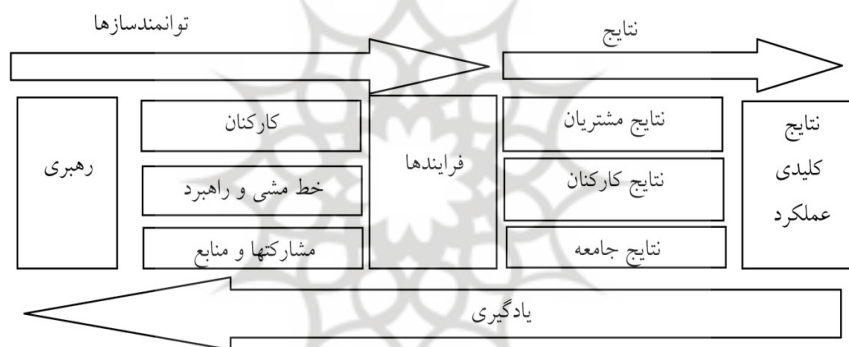 توانمندسازها
نتایج
رهبری
کارکنان
خط مشی و راهبرد
مشارکتها و منابع
فرایندها
نتایج مشتریان
نتایج کارکنان
نتایج جامعه
نتایج
کلیدی
عملکرد
یادگیری